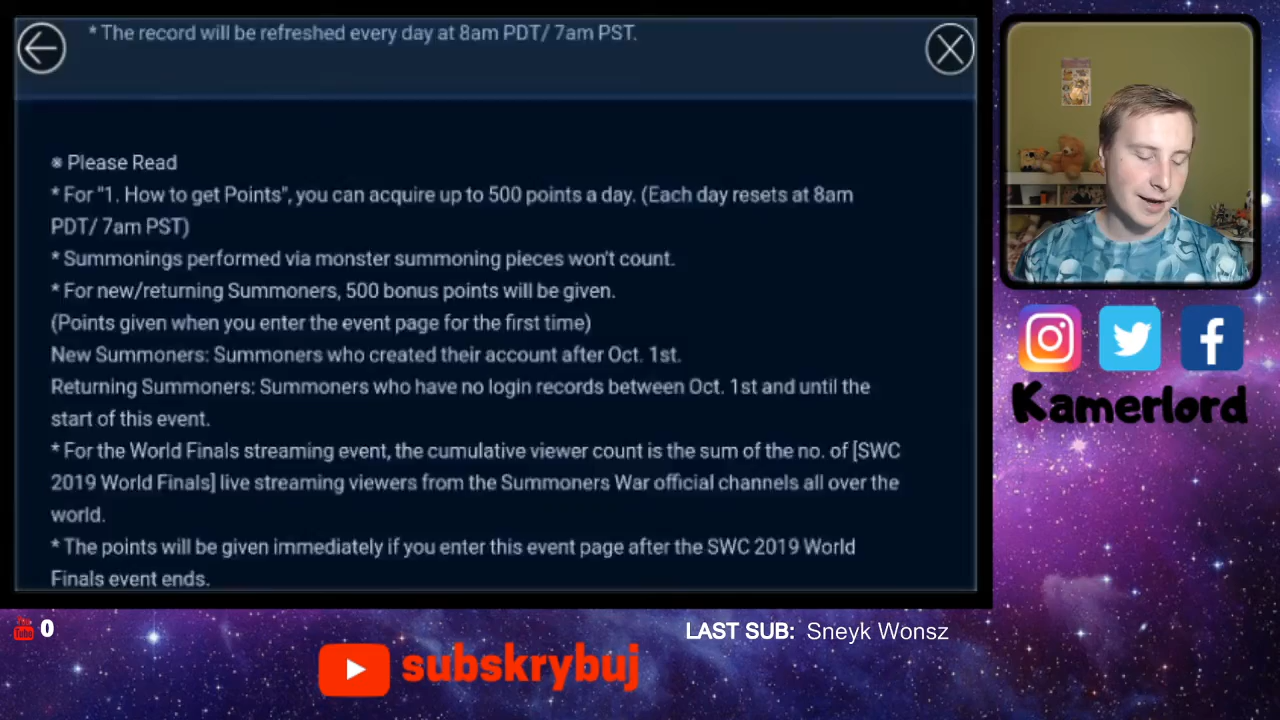 * The record will be refreshed every day at 8am PDT/ 7am PST.
※ Please Read
* For "1. How to get Points", you can acquire up to 500 points a day. (Each day resets at 8am
PDT/ 7am PST)
* Summonings performed via monster summoning pieces won't count.
* For new/returning Summoners, 500 bonus points will be given.
(Points given when you enter the event page for the first time)
New Summoners: Summoners who created their account after Oct. 1st.
Returning Summoners: Summoners who have no login records between Oct. 1st and until the
start of this event.
* For the World Finals streaming event, the cumulative viewer count is the sum of the no. of [SWC
2019 World Finals] live streaming viewers from the Summoners War official channels all over the
world.
* The points will be given immediately if you enter this event page after the SWC 2019 World
Finals event ends.
Kamerlord
You Tube 0
LAST SUB: Sneyk Wonsz
subskrybuj